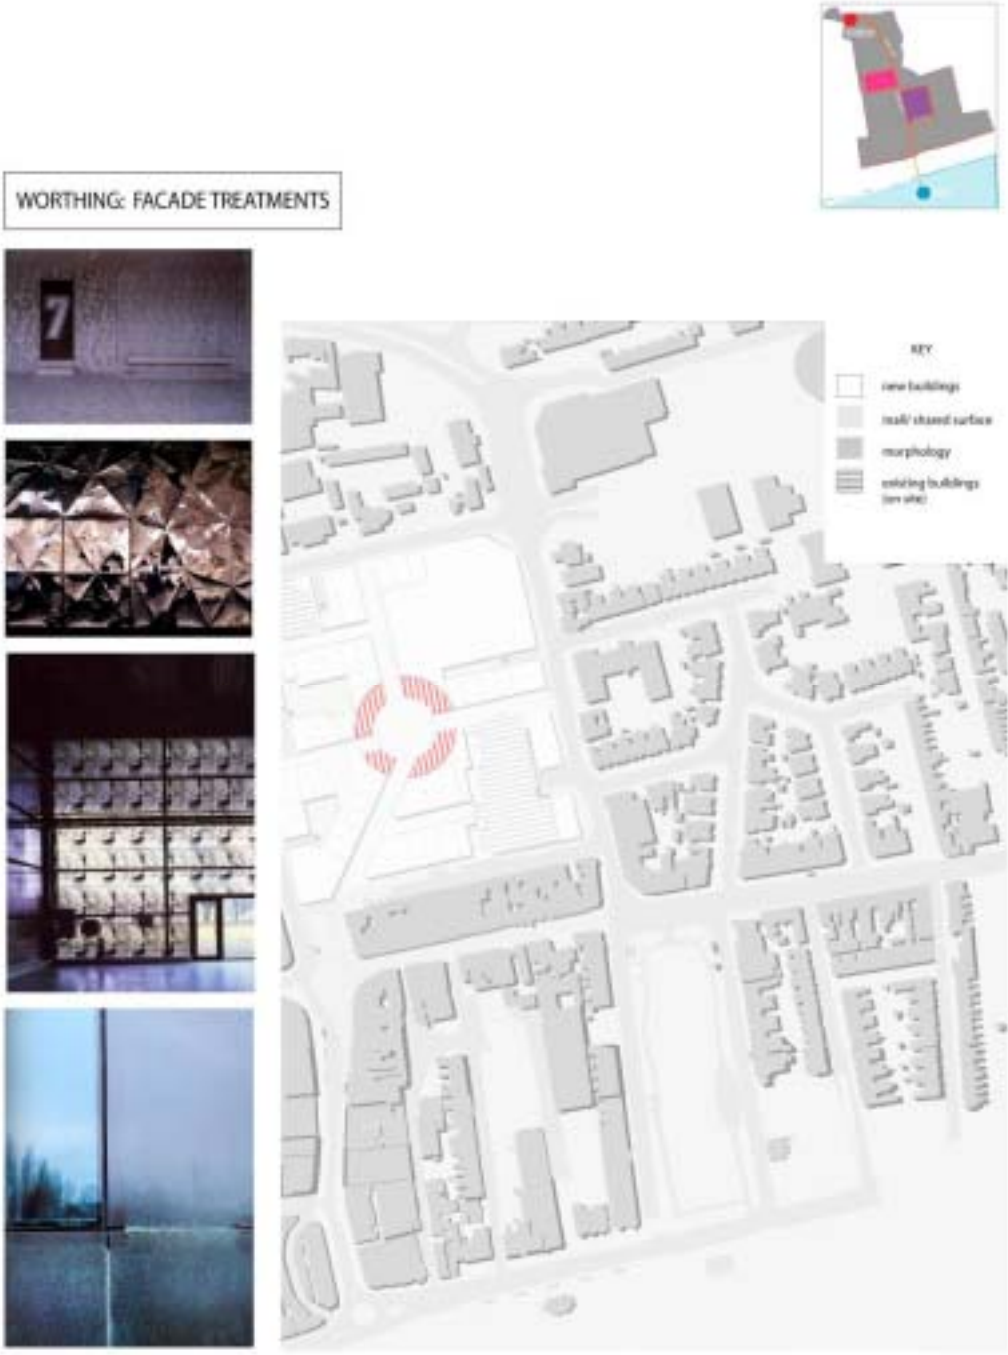 WORTHING: FACADE TREATMENTS
7
KEY
new buildings
mall/ shared surface
morphology
existing buildings
(on site)